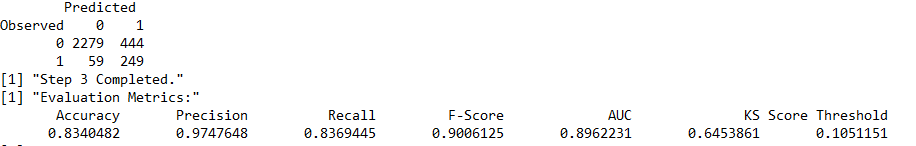 Predicted
Observed 0 1
0 2279 444
1 59 249
[1] "Step 3 Completed."
[1] "Evaluation Metrics:"
Accuracy Precision Recall F-Score AUC KS Score Threshold
0.8340482 0.9747648 0.8369445 0.9006125 0.8962231 0.6453861 0.1051151